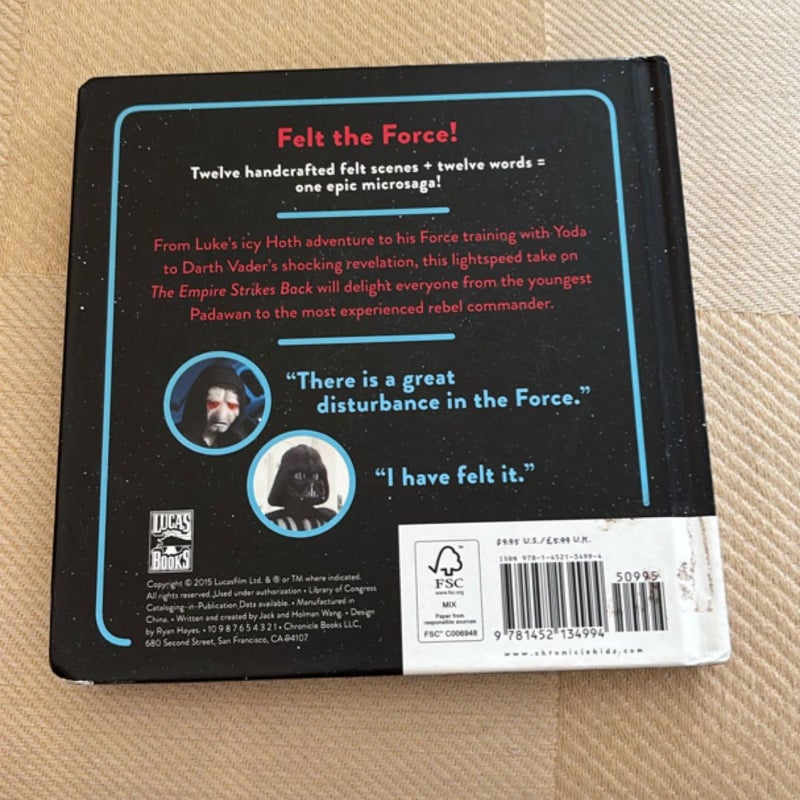 Felt the Force!
Twelve handcrafted felt scenes + twelve words =
one epic microsaga!
From Luke's icy Hoth adventure to his Force training with Yoda
to Darth Vader's shocking revelation, this lightspeed take on
The Empire Strikes Back will delight everyone from the youngest
Padawan to the most experienced rebel commander.
“There is a great
disturbance in the Force.”
“I have felt it.”
LUCAS
BOOKS
Copyright © 2015 Lucasfilm Ltd. & ® or TM where indicated.
All rights reserved. Used under authorization • Library of Congress
Cataloging-in-Publication Data available. • Manufactured in
China. • Written and created by Jack and Holman Wang. • Design
by Ryan Hayes. • 10 9 8 7 6 5 4 3 2 1 • Chronicle Books LLC,
680 Second Street, San Francisco, CA 94107
FSC
www.fsc.org
MIX
Paper from
responsible sources
FSC™ C006948
$9.95 U.S./£5.99 U.K.
ISBN 978-1-4521-3499-4
50995
9 781452 134994
www.chroniclekids.com